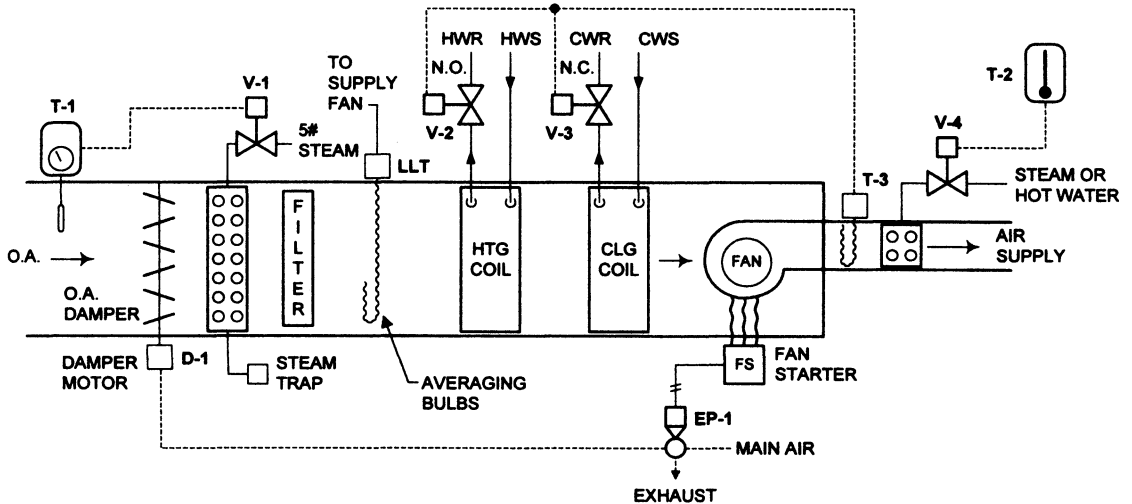 HWR
HWS
CWR
CWS
TO
SUPPLY
FAN
N.O.
N.C.
T-2
V-1
T-1
V-2
V-3
V-4
5#
STEAM
LLT
T-3
STEAM OR
HOT WATER
FILTER
O.A.
HTG
COIL
CLG
COIL
FAN
AIR
SUPPLY
O.A.
DAMPER
DAMPER
MOTOR
D-1
STEAM
TRAP
AVERAGING
BULBS
FS
FAN
STARTER
EP-1
MAIN AIR
EXHAUST